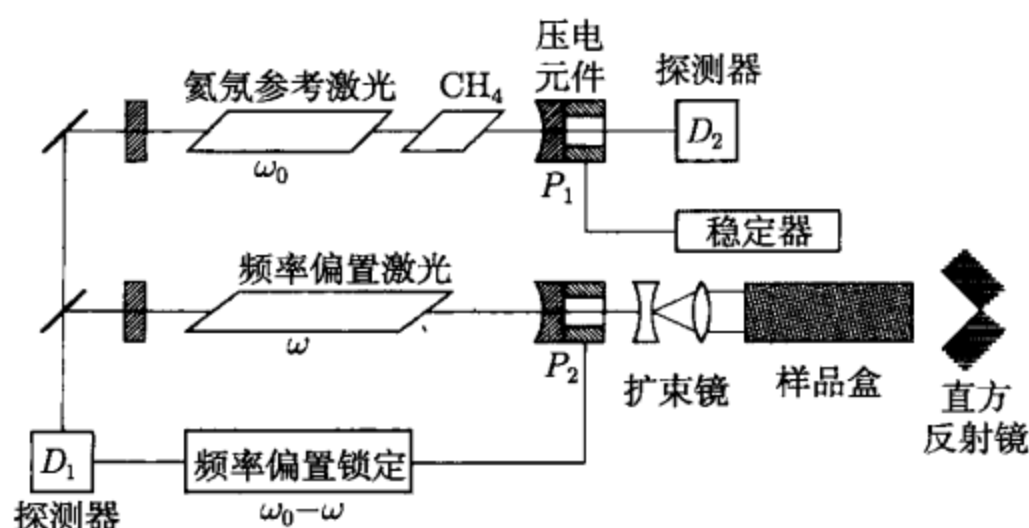 压电
元件
探测器
氦氖参考激光
CH₄
D₂
ω₀
P₁
稳定器
频率偏置激光
ω
P₂
扩束镜
样品盒
直方
反射镜
D₁
频率偏置锁定
探测器
ω₀−ω